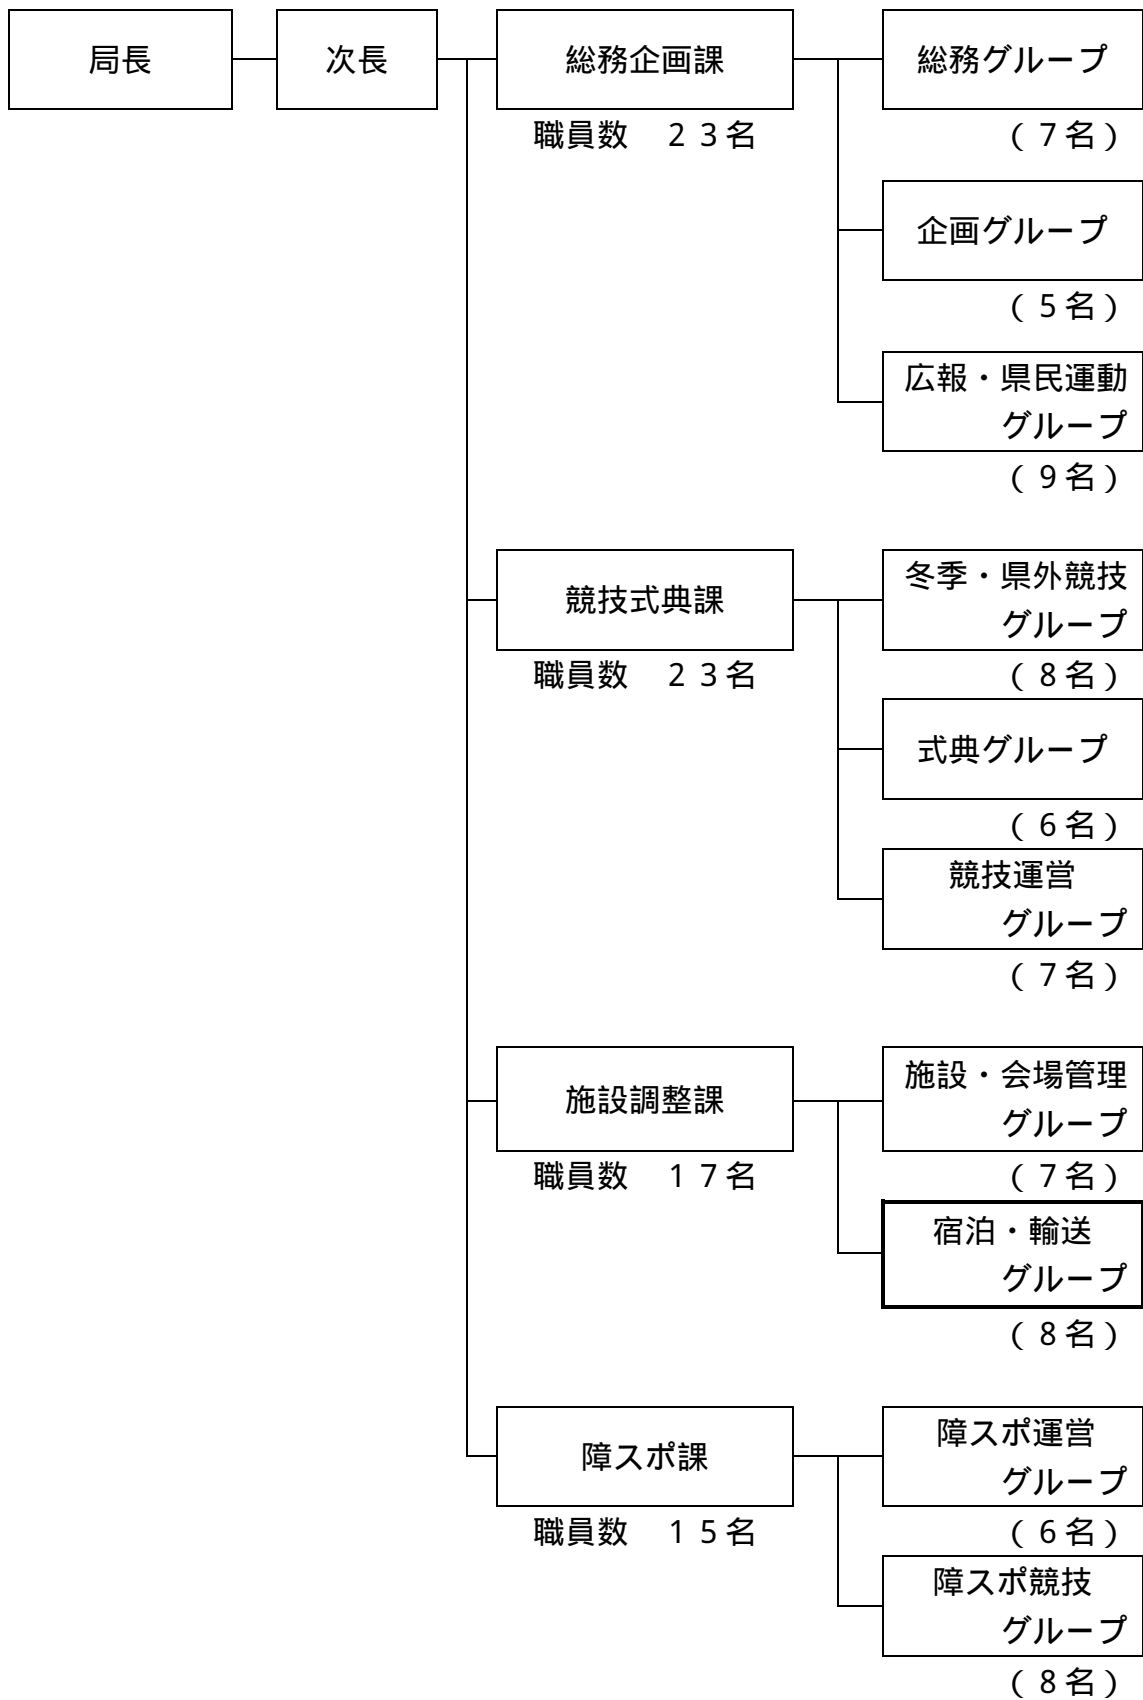 局長
次長
総務企画課
職員数　２３名
総務グループ
（７名）
企画グループ
（５名）
広報・県民運動
グループ
（９名）
競技式典課
職員数　２３名
冬季・県外競技
グループ
（８名）
式典グループ
（６名）
競技運営
グループ
（７名）
施設調整課
職員数　１７名
施設・会場管理
グループ
（７名）
宿泊・輸送
グループ
（８名）
障スポ課
職員数　１５名
障スポ運営
グループ
（６名）
障スポ競技
グループ
（８名）